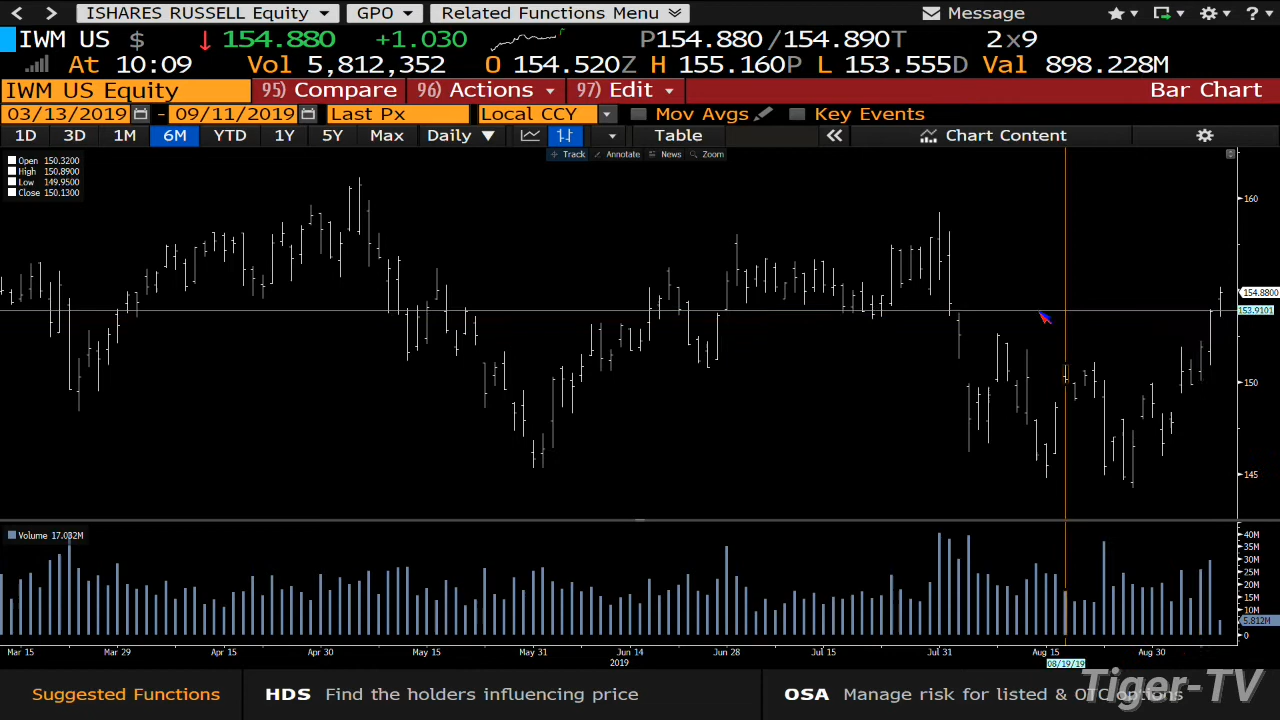 ISHARES RUSSELL Equity GPO Related Functions Menu Message ?
IWM US $ ↓ 154.880 +1.030 P154.880 /154.890T 2x9
At 10:09 Vol 5,812,352 O 154.520Z H 155.160P L 153.555D Val 898.228M
IWM US Equity 95) Compare 96) Actions 97) Edit Bar Chart
03/13/2019 - 09/11/2019 Last Px Local CCY Mov Avgs Key Events
1D 3D 1M 6M YTD 1Y 5Y Max Daily ▼ Table « Chart Content
Track Annotate News Zoom
Open 150.3200
High 150.8900
Low 149.9500
Close 150.1300
160
154.8800
153.9101
150
145
Volume 17.032M
40M
35M
30M
25M
20M
15M
10M
5.812M
0
Mar 15 Mar 29 Apr 15 Apr 30 May 15 May 31 Jun 14 Jun 28 Jul 15 Jul 31 Aug 15 Aug 30
2019 08/19/19
Suggested Functions HDS Find the holders influencing price OSA Manage risk for listed & OTC options
Tiger-TV